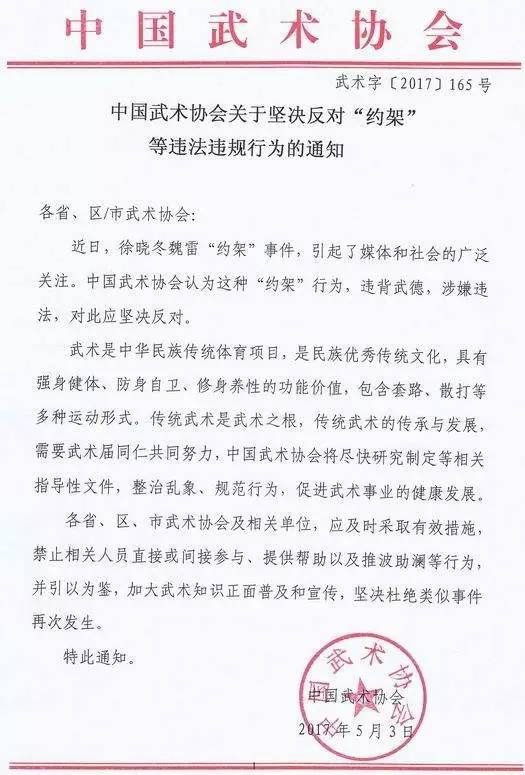 中国武术协会
武术字〔2017〕165 号
中国武术协会关于坚决反对“约架”
等违法违规行为的通知
各省、区/市武术协会：
近日，徐晓冬魏雷“约架”事件，引起了媒体和社会的广泛
关注。中国武术协会认为这种“约架”行为，违背武德，涉嫌违
法，对此应坚决反对。
武术是中华民族传统体育项目，是民族优秀传统文化，具有
强身健体、防身自卫、修身养性的功能价值，包含套路、散打等
多种运动形式。传统武术是武术之根，传统武术的传承与发展，
需要武术届同仁共同努力，中国武术协会将尽快研究制定等相关
指导性文件，整治乱象、规范行为，促进武术事业的健康发展。
各省、区、市武术协会及相关单位，应及时采取有效措施，
禁止相关人员直接或间接参与、提供帮助以及推波助澜等行为，
并引以为鉴，加大武术知识正面普及和宣传，坚决杜绝类似事件
再次发生。
特此通知。
中国武术协会
中国武术协会
2017 年 5 月 3 日
1